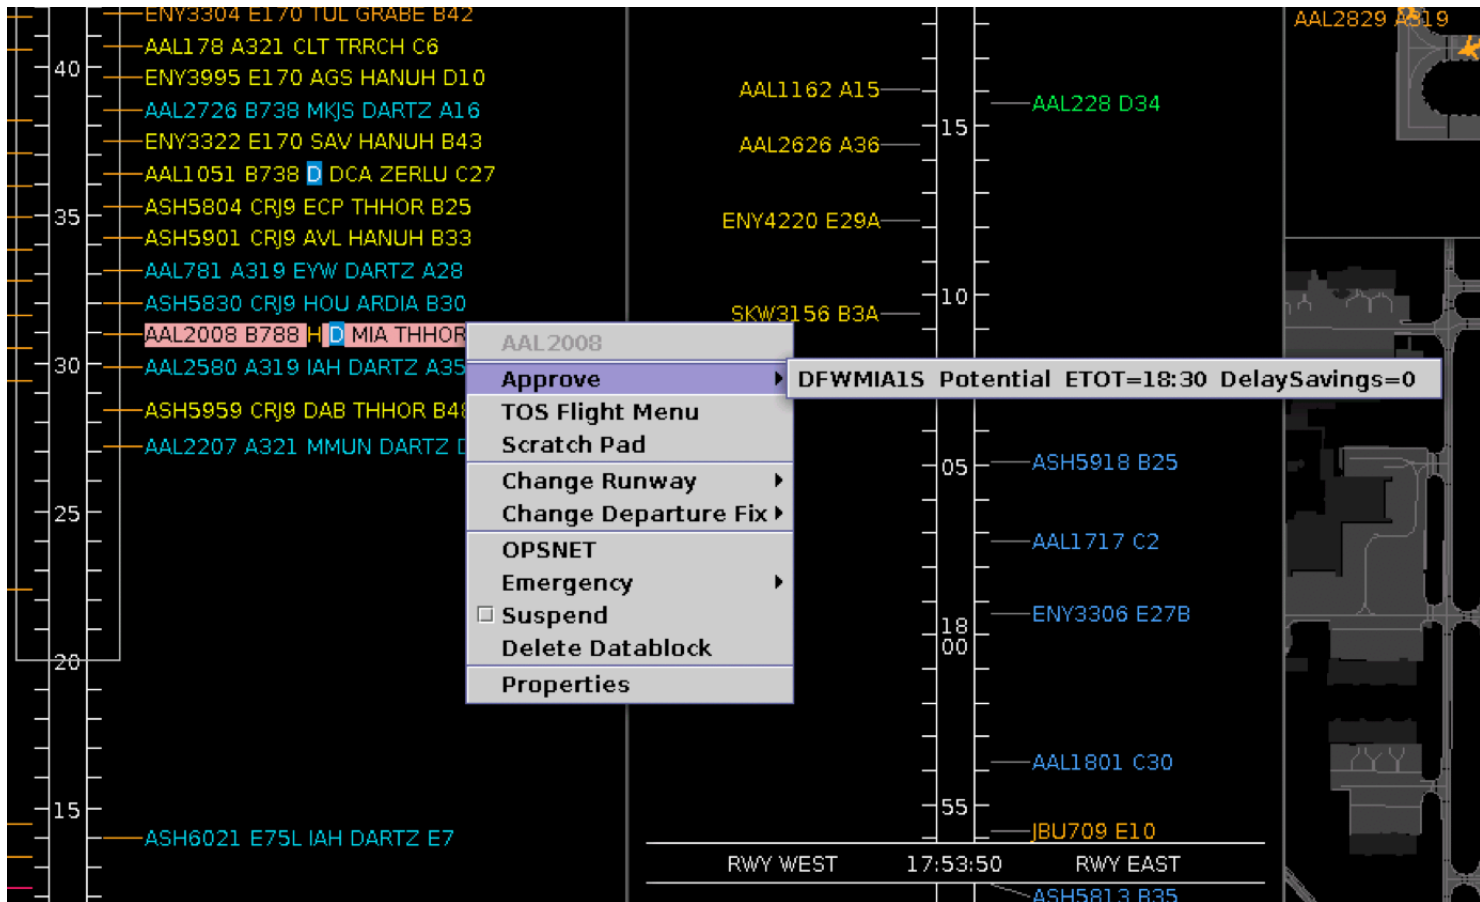 ENY3304 E170 TUL GRABE B42
AAL178 A321 CLT TRRCH C6
40
ENY3995 E170 AGS HANUH D10
AAL2726 B738 MKJS DARTZ A16
ENY3322 E170 SAV HANUH B43
AAL1051 B738 D DCA ZERLU C27
ASH5804 CRJ9 ECP THHOR B25
35
ASH5901 CRJ9 AVL HANUH B33
AAL781 A319 EYW DARTZ A28
ASH5830 CRJ9 HOU ARDIA B30
AAL2008 B788 H D MIA THHOR
30
AAL2580 A319 IAH DARTZ A35
ASH5959 CRJ9 DAB THHOR B48
AAL2207 A321 MMUN DARTZ
25
20
15
ASH6021 E75L IAH DARTZ E7
AAL2008
Approve
DFWMIA1S Potential ETOT=18:30 DelaySavings=0
TOS Flight Menu
Scratch Pad
Change Runway
Change Departure Fix
OPSNET
Emergency
Suspend
Delete Datablock
Properties
AAL1162 A15
AAL228 D34
15
AAL2626 A36
ENY4220 E29A
10
SKW3156 B3A
05
ASH5918 B25
AAL1717 C2
ENY3306 E27B
18
00
AAL1801 C30
55
JBU709 E10
RWY WEST 17:53:50 RWY EAST
ASH5813 B35
AAL2829 A319